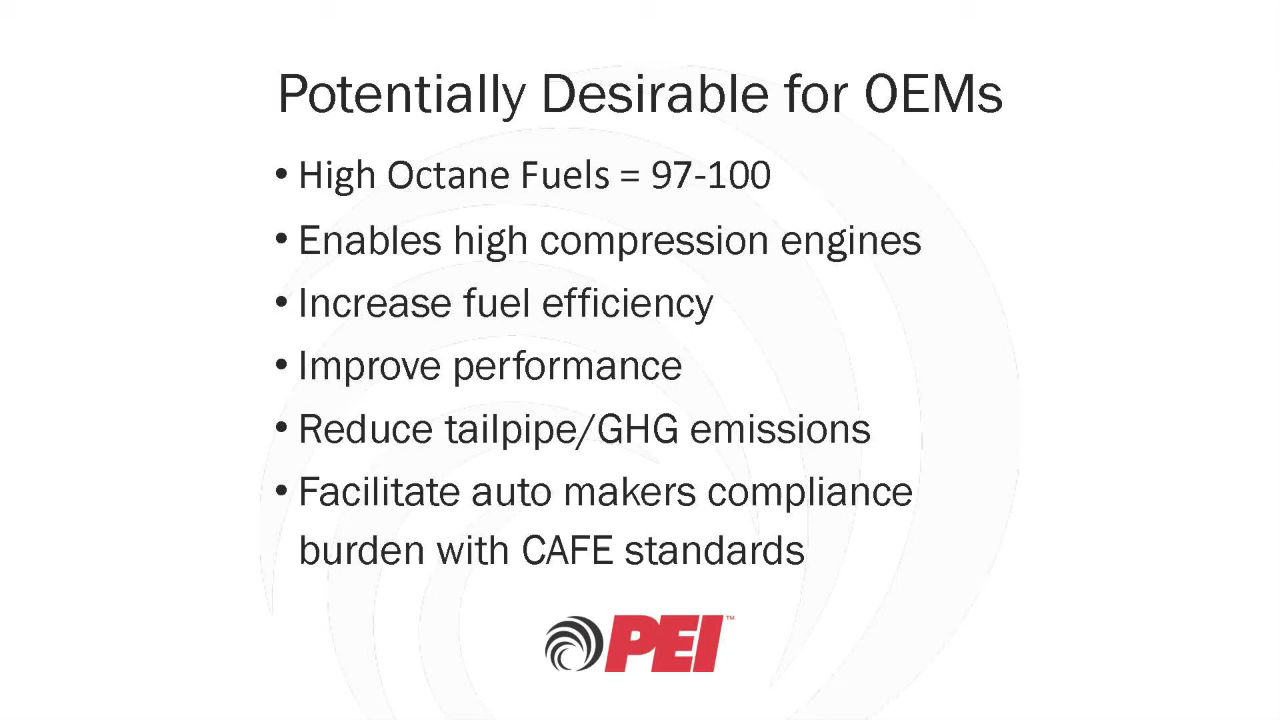 Potentially Desirable for OEMs
• High Octane Fuels = 97-100
• Enables high compression engines
• Increase fuel efficiency
• Improve performance
• Reduce tailpipe/GHG emissions
• Facilitate auto makers compliance
burden with CAFE standards
PEI™